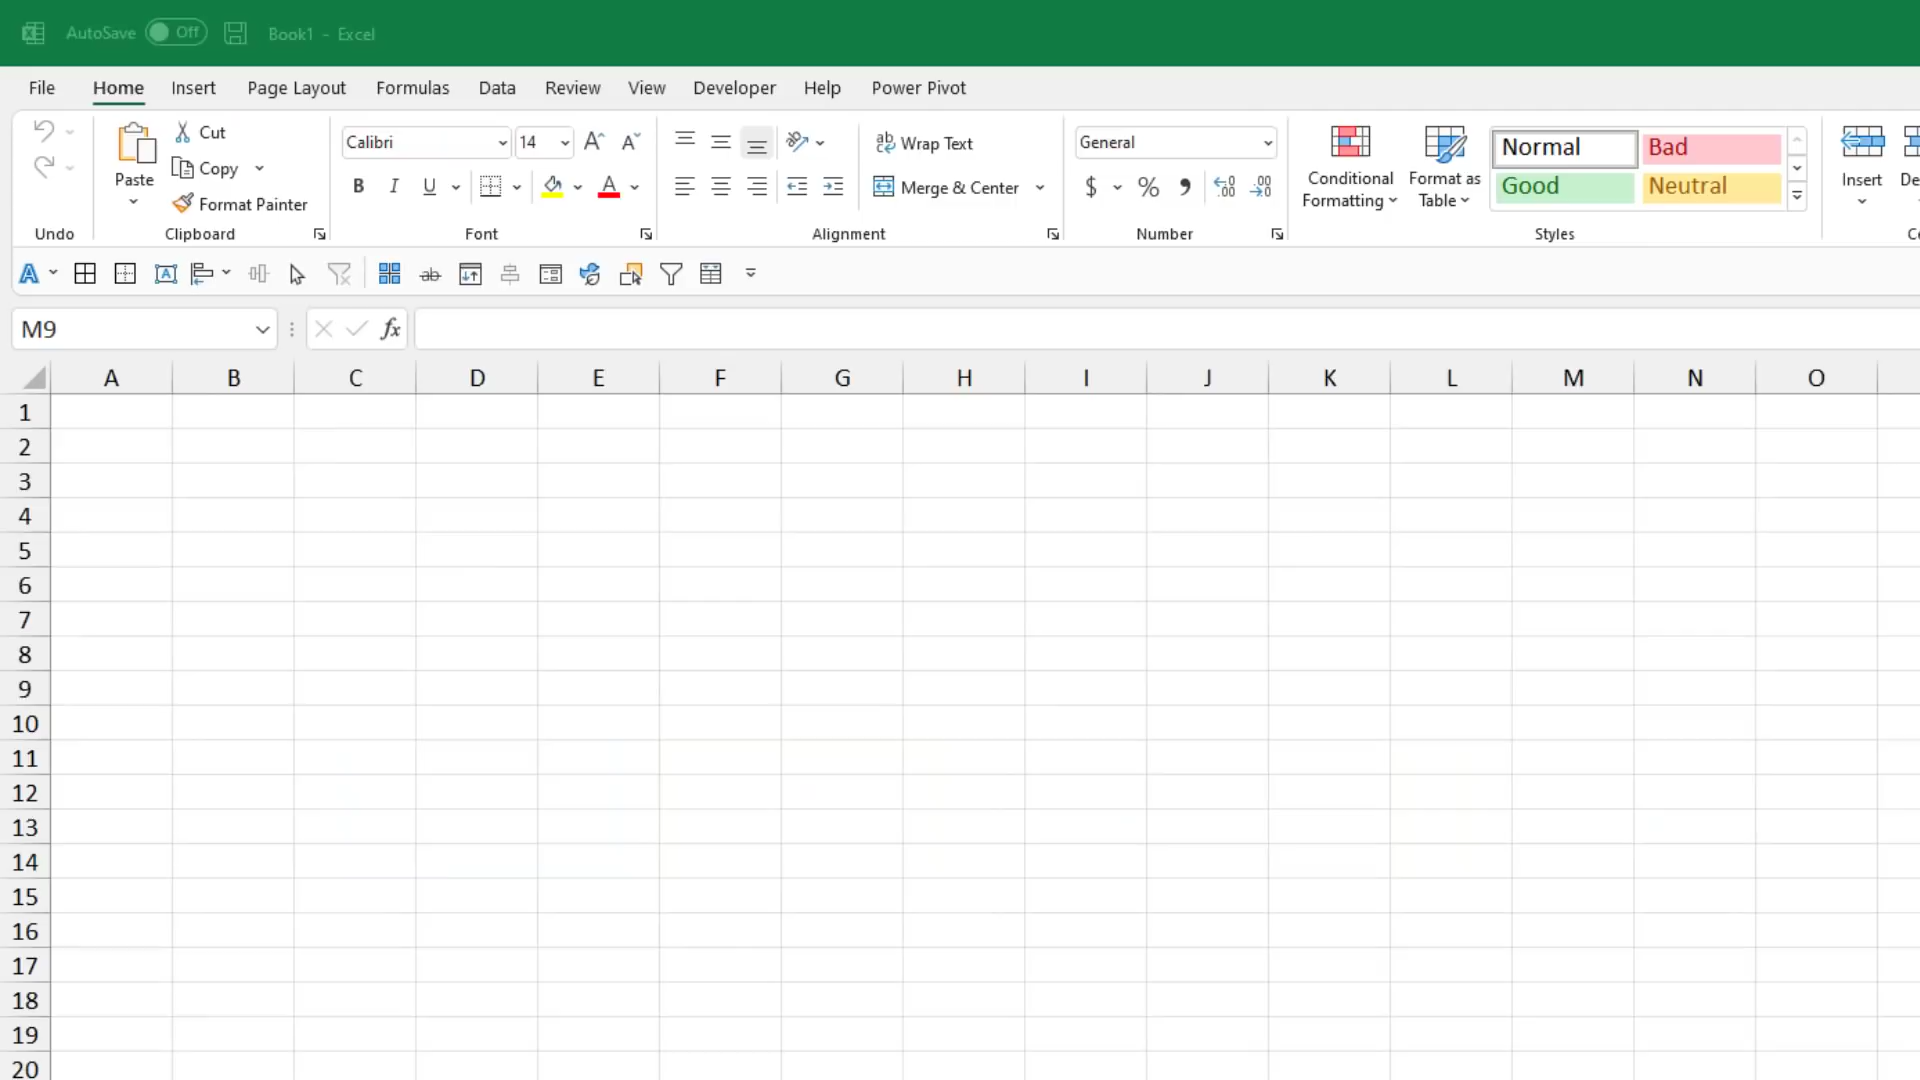 AutoSave Off Book1 - Excel
File Home Insert Page Layout Formulas Data Review View Developer Help Power Pivot
Paste
Cut
Copy
Format Painter
Calibri 14
B I U
Wrap Text
Merge & Center
General
$ %
Conditional Formatting
Format as Table
Normal Bad
Good Neutral
Insert
De
Undo Clipboard Font Alignment Number Styles
M9 fx
A B C D E F G H I J K L M N O
1
2
3
4
5
6
7
8
9
10
11
12
13
14
15
16
17
18
19
20